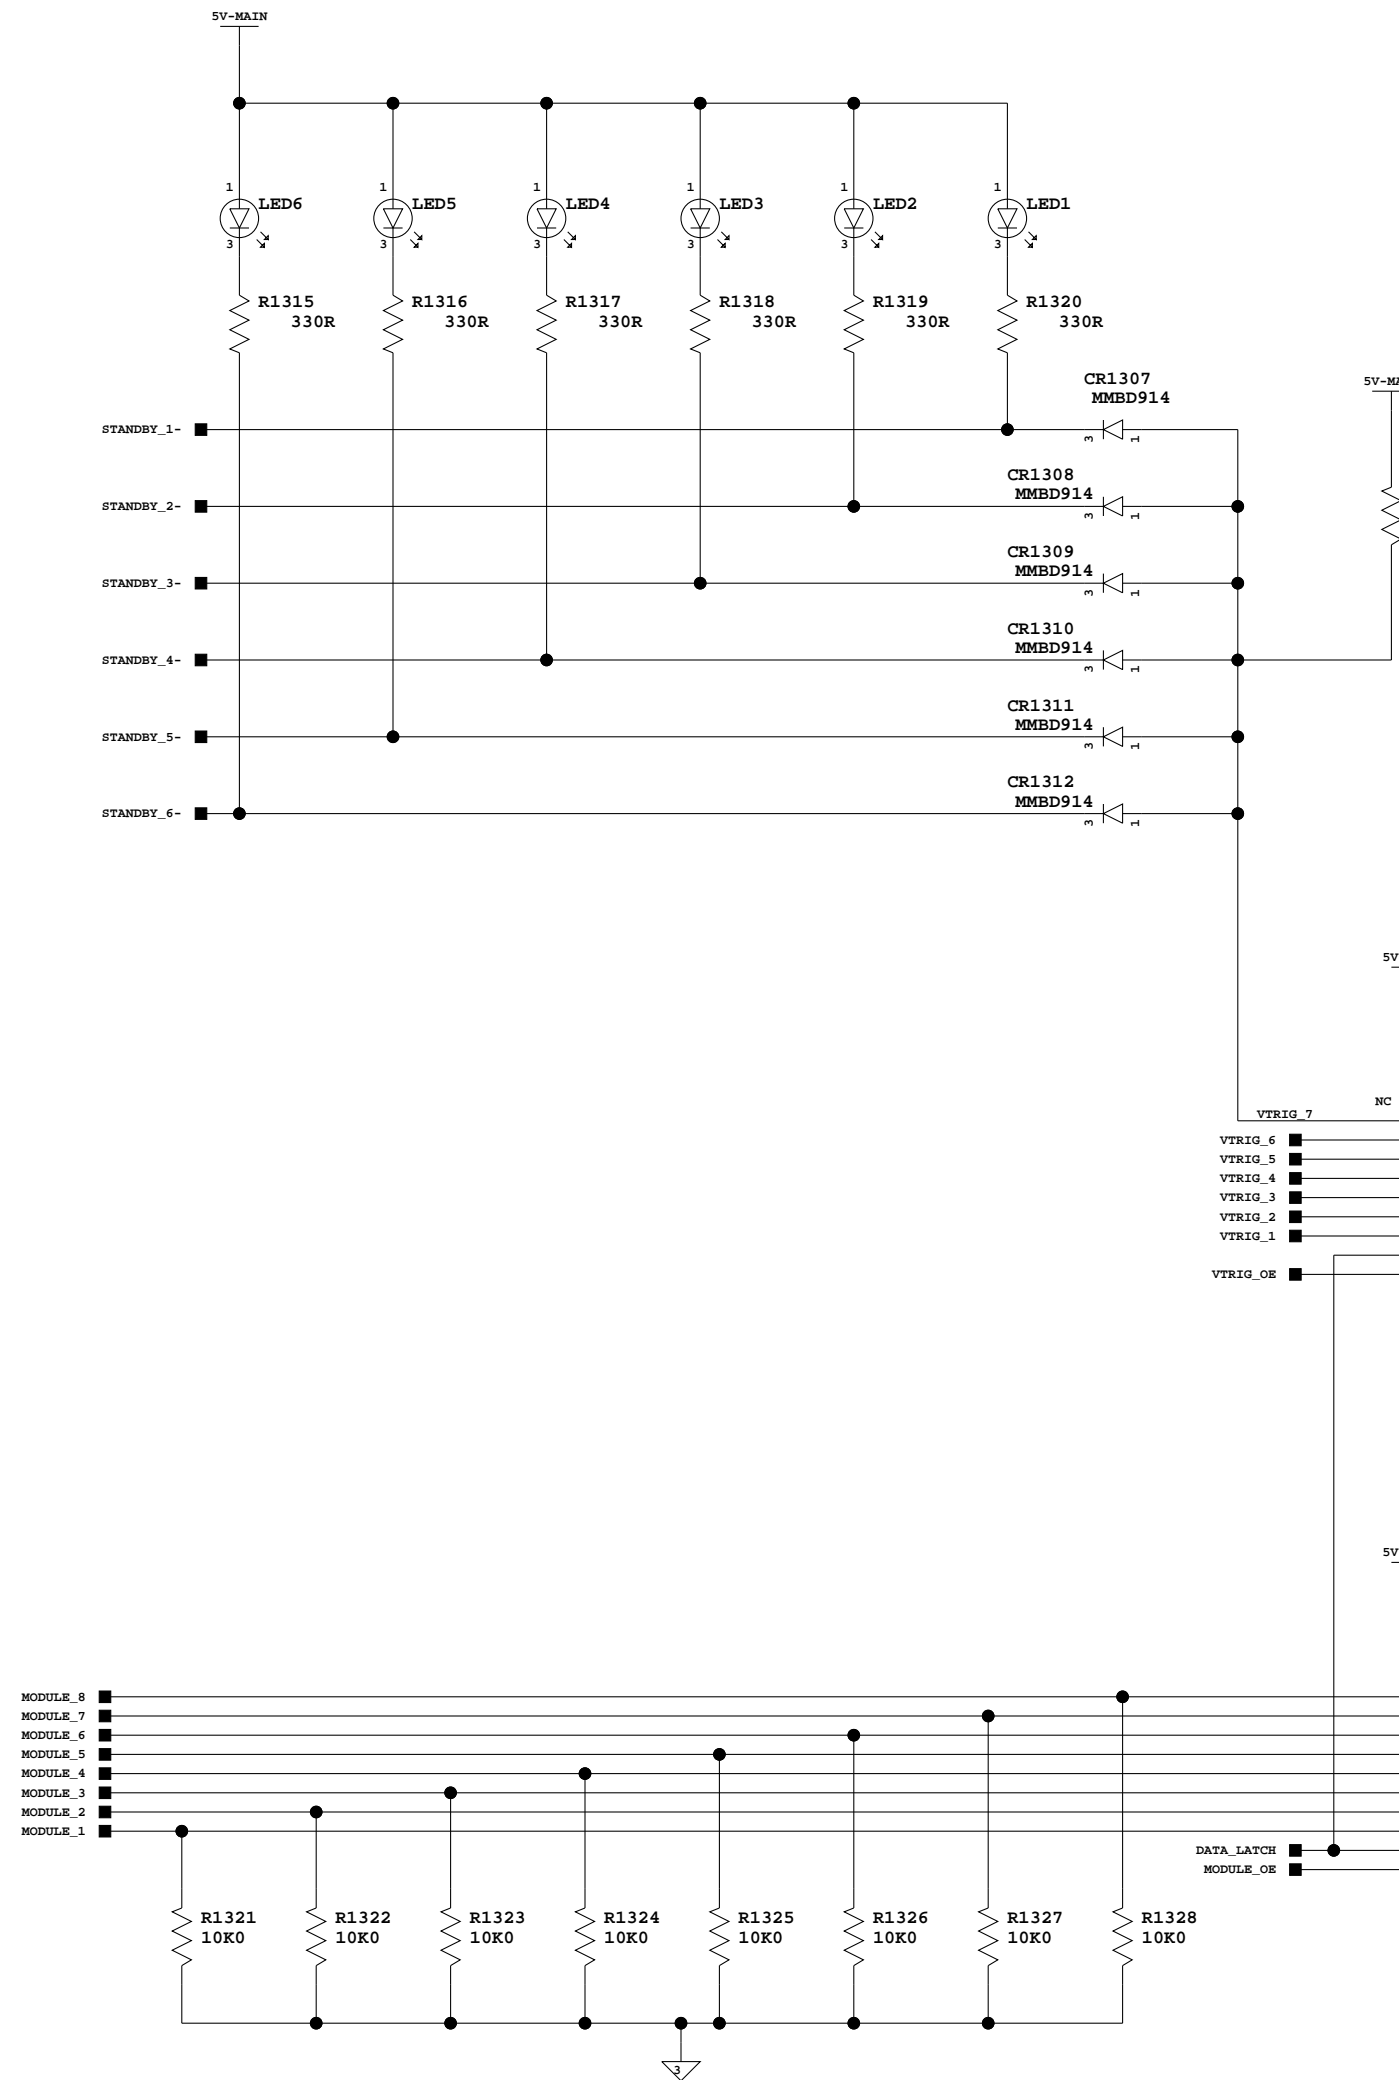 5V-MAIN
1 1 1 1 1 1
LED6 LED5 LED4 LED3 LED2 LED1
3 3 3 3 3 3
R1315 R1316 R1317 R1318 R1319 R1320
330R 330R 330R 330R 330R 330R
CR1307 5V-MA
MMBD914
STANDBY_1- 3 1
CR1308
MMBD914
STANDBY_2- 3 1
CR1309
MMBD914
STANDBY_3- 3 1
CR1310
MMBD914
STANDBY_4- 3 1
CR1311
MMBD914
STANDBY_5- 3 1
CR1312
MMBD914
STANDBY_6- 3 1
5V
NC
VTRIG_7
VTRIG_6
VTRIG_5
VTRIG_4
VTRIG_3
VTRIG_2
VTRIG_1
VTRIG_OE
5V
MODULE_8
MODULE_7
MODULE_6
MODULE_5
MODULE_4
MODULE_3
MODULE_2
MODULE_1
DATA_LATCH
MODULE_OE
R1321 R1322 R1323 R1324 R1325 R1326 R1327 R1328
10K0 10K0 10K0 10K0 10K0 10K0 10K0 10K0
3